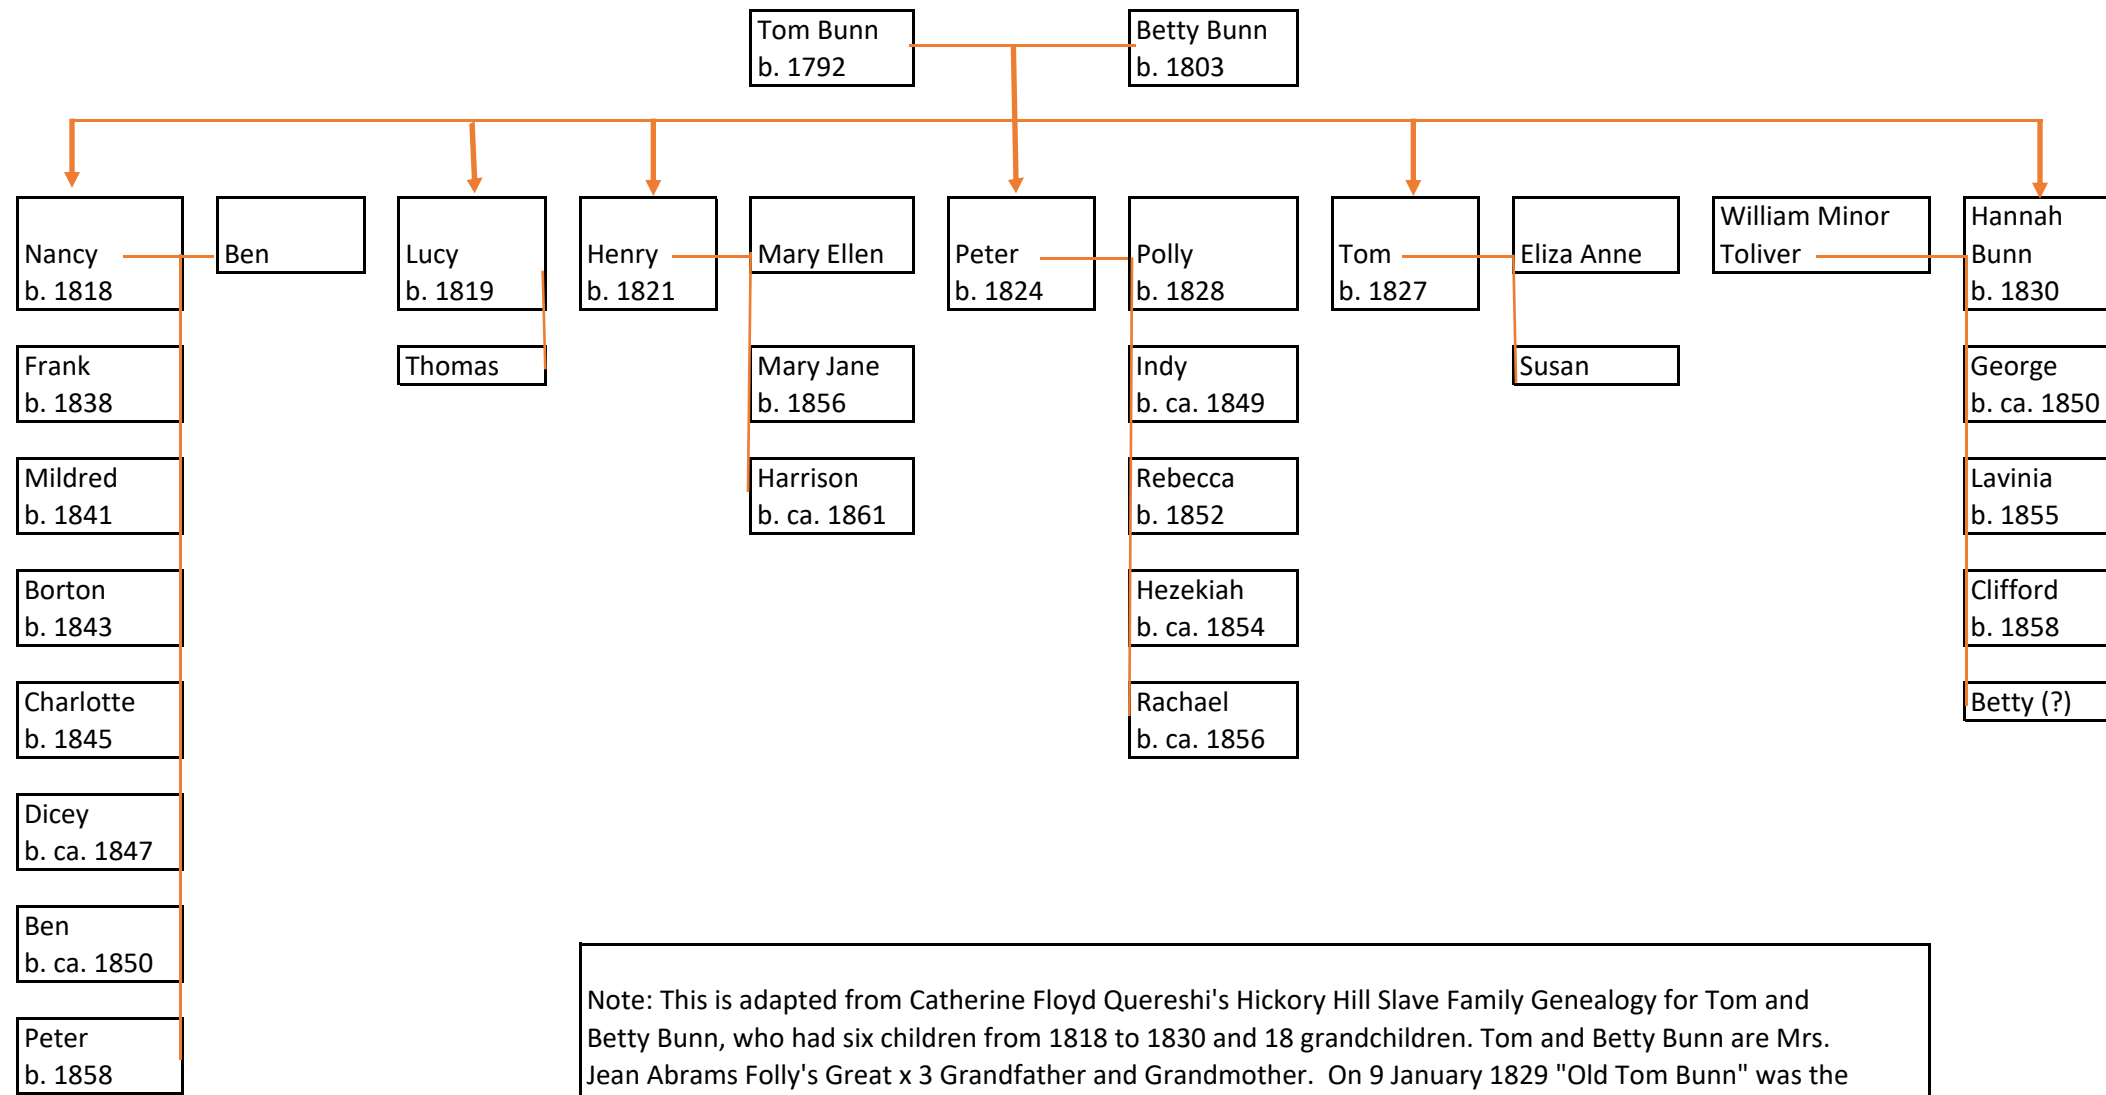 Tom Bunn
b. 1792
Betty Bunn
b. 1803
Nancy
b. 1818
Ben
Lucy
b. 1819
Henry
b. 1821
Mary Ellen
Peter
b. 1824
Polly
b. 1828
Tom
b. 1827
Eliza Anne
William Minor
Toliver
Hannah
Bunn
b. 1830
Frank
b. 1838
Thomas
Mary Jane
b. 1856
Indy
b. ca. 1849
Susan
George
b. ca. 1850
Mildred
b. 1841
Harrison
b. ca. 1861
Rebecca
b. 1852
Lavinia
b. 1855
Borton
b. 1843
Hezekiah
b. ca. 1854
Clifford
b. 1858
Charlotte
b. 1845
Rachael
b. ca. 1856
Betty (?)
Dicey
b. ca. 1847
Ben
b. ca. 1850
Peter
b. 1858
Note: This is adapted from Catherine Floyd Quereshi's Hickory Hill Slave Family Genealogy for Tom and
Betty Bunn, who had six children from 1818 to 1830 and 18 grandchildren. Tom and Betty Bunn are Mrs.
Jean Abrams Folly's Great x 3 Grandfather and Grandmother.  On 9 January 1829 "Old Tom Bunn" was the